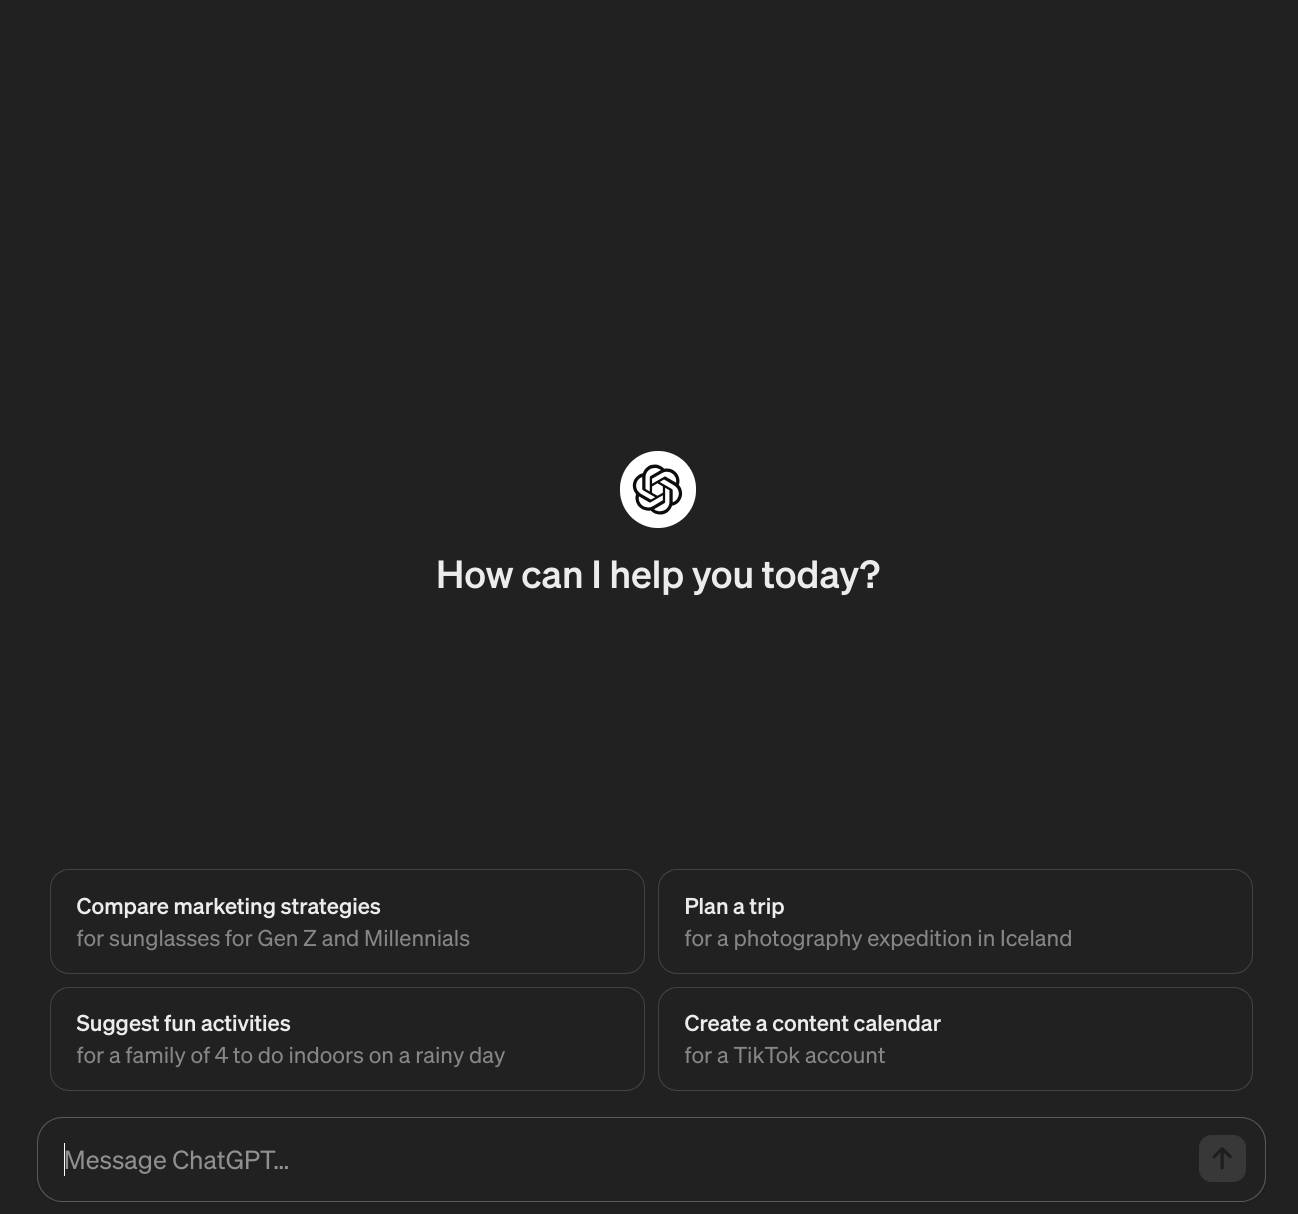 How can I help you today?
Compare marketing strategies
for sunglasses for Gen Z and Millennials
Plan a trip
for a photography expedition in Iceland
Suggest fun activities
for a family of 4 to do indoors on a rainy day
Create a content calendar
for a TikTok account
Message ChatGPT...